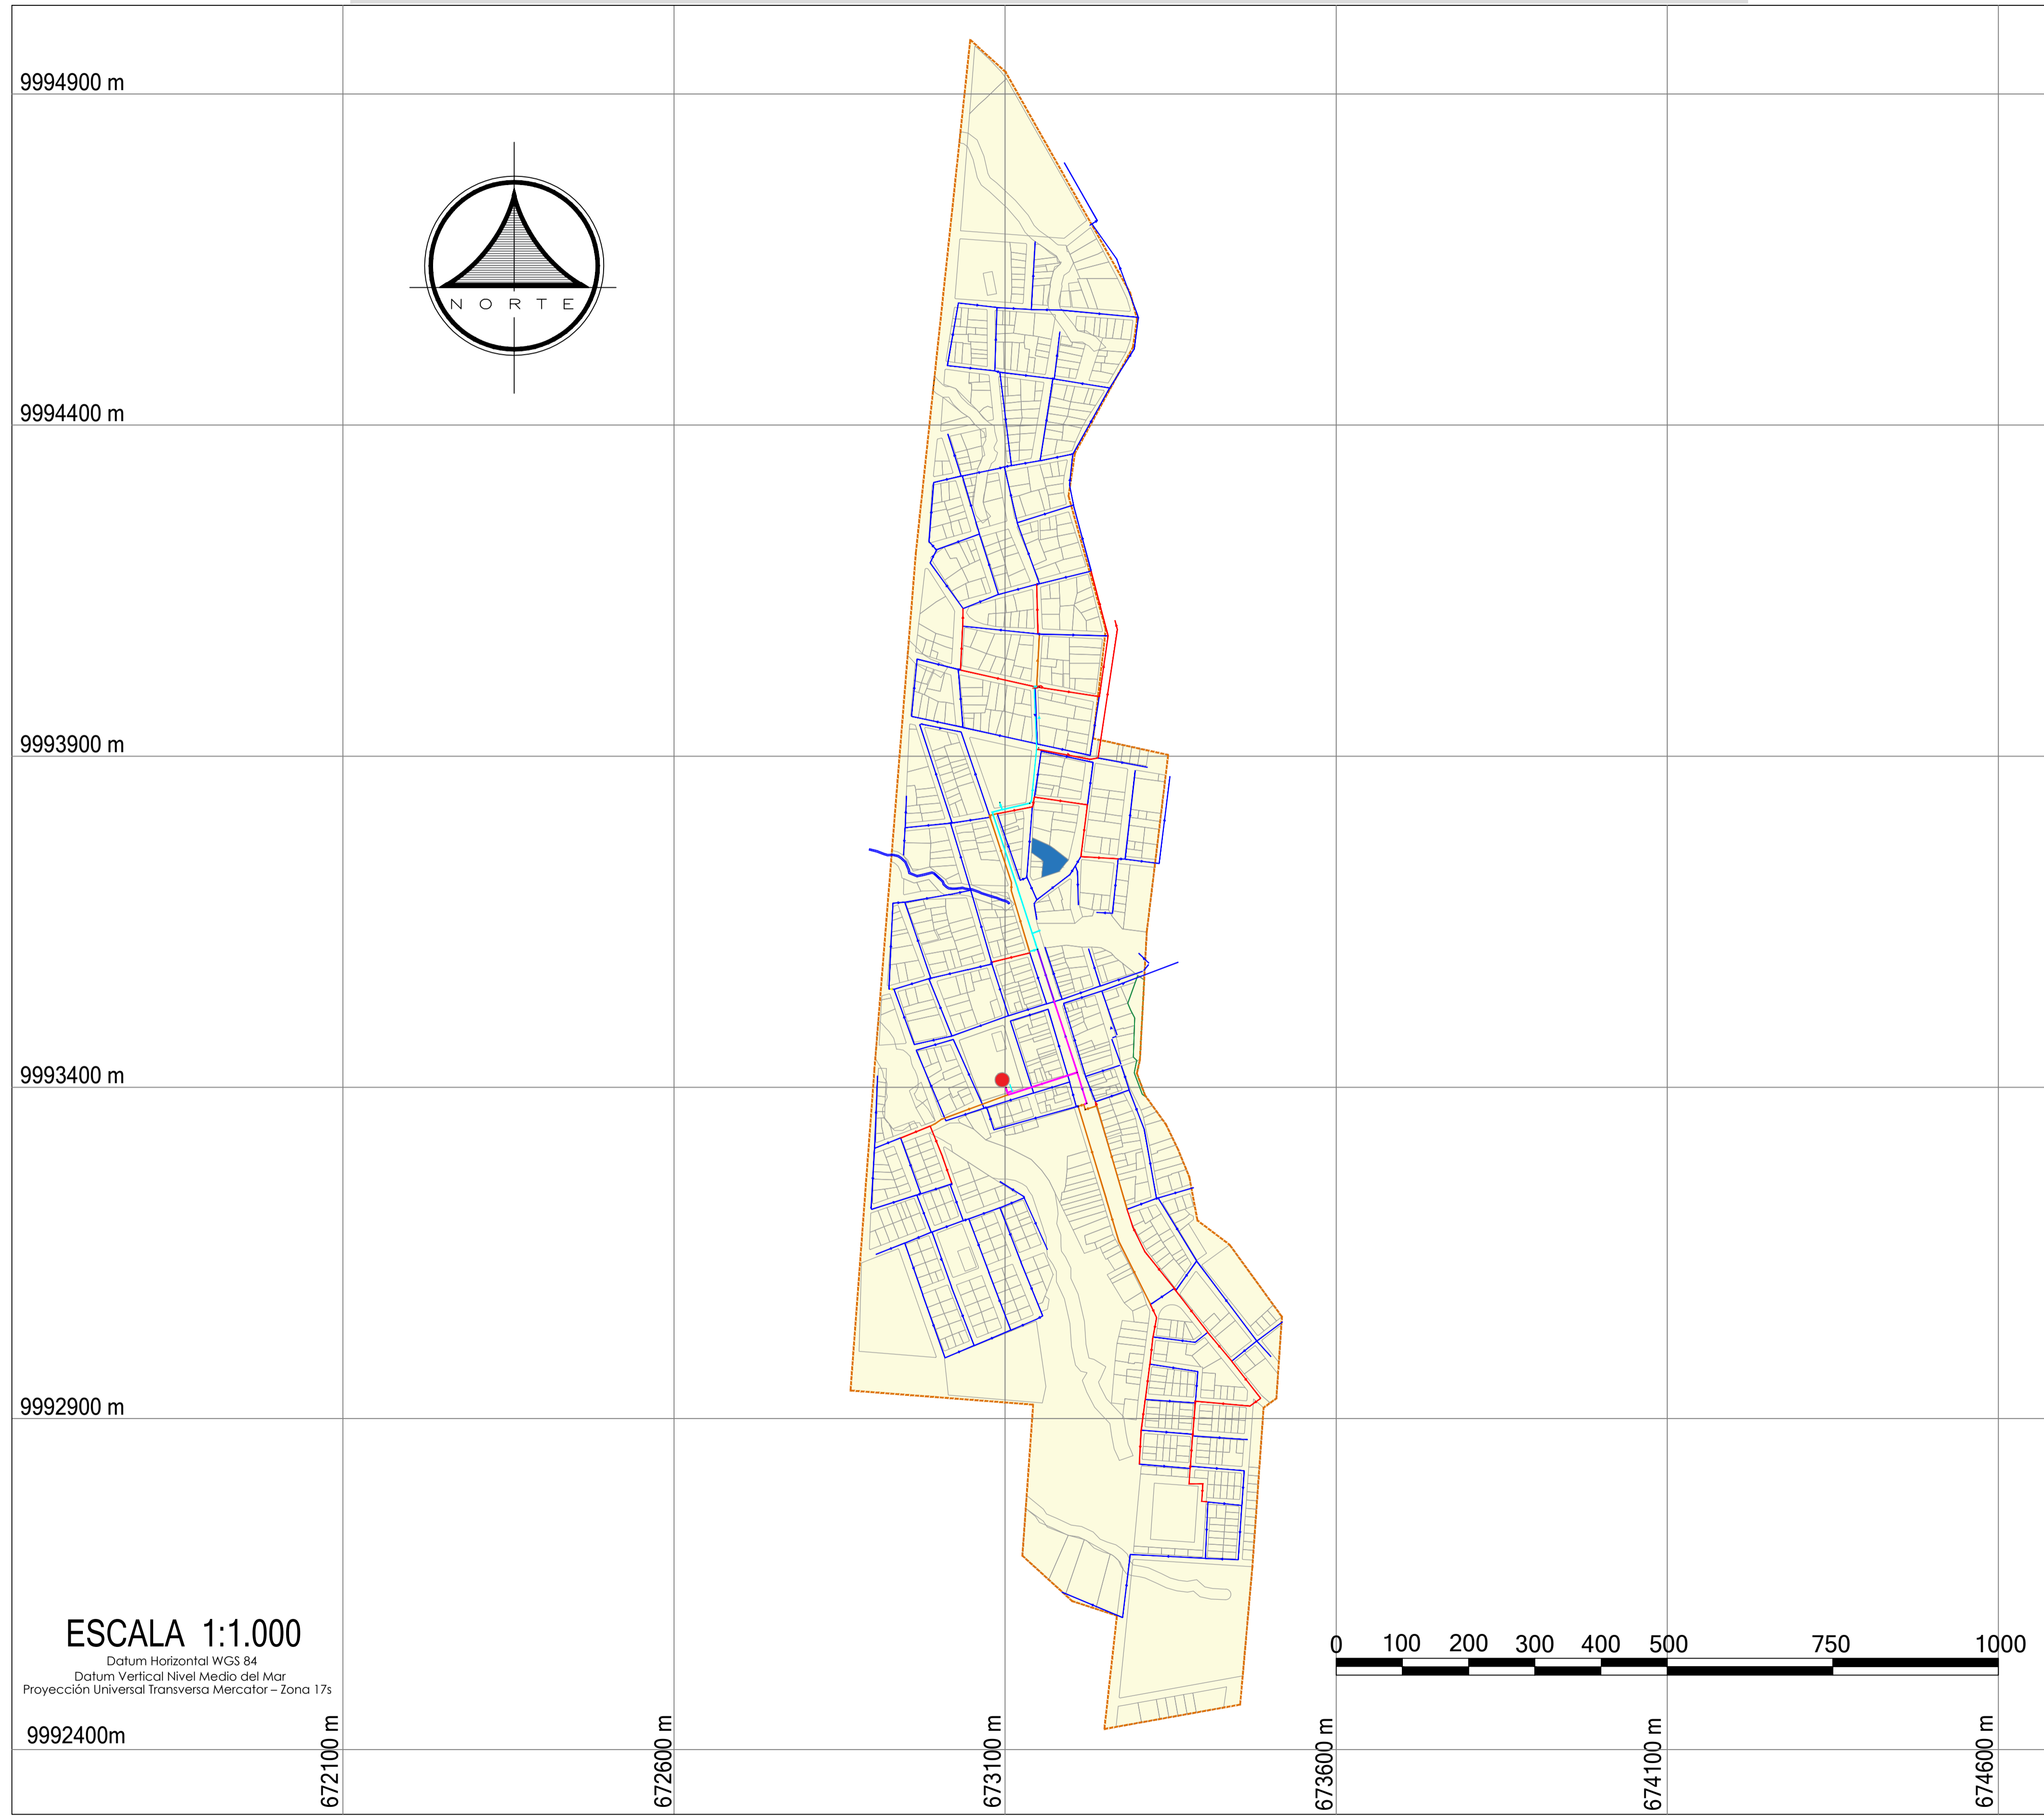 9994900 m
NORTE
9994400 m
9993900 m
9993400 m
9992900 m
ESCALA 1:1.000
Datum Horizontal WGS 84
Datum Vertical Nivel Medio del Mar
Proyección Universal Transversa Mercator – Zona 17s
0 100 200 300 400 500 750 1000
9992400m
672100 m
672600 m
673100 m
673600 m
674100 m
674600 m